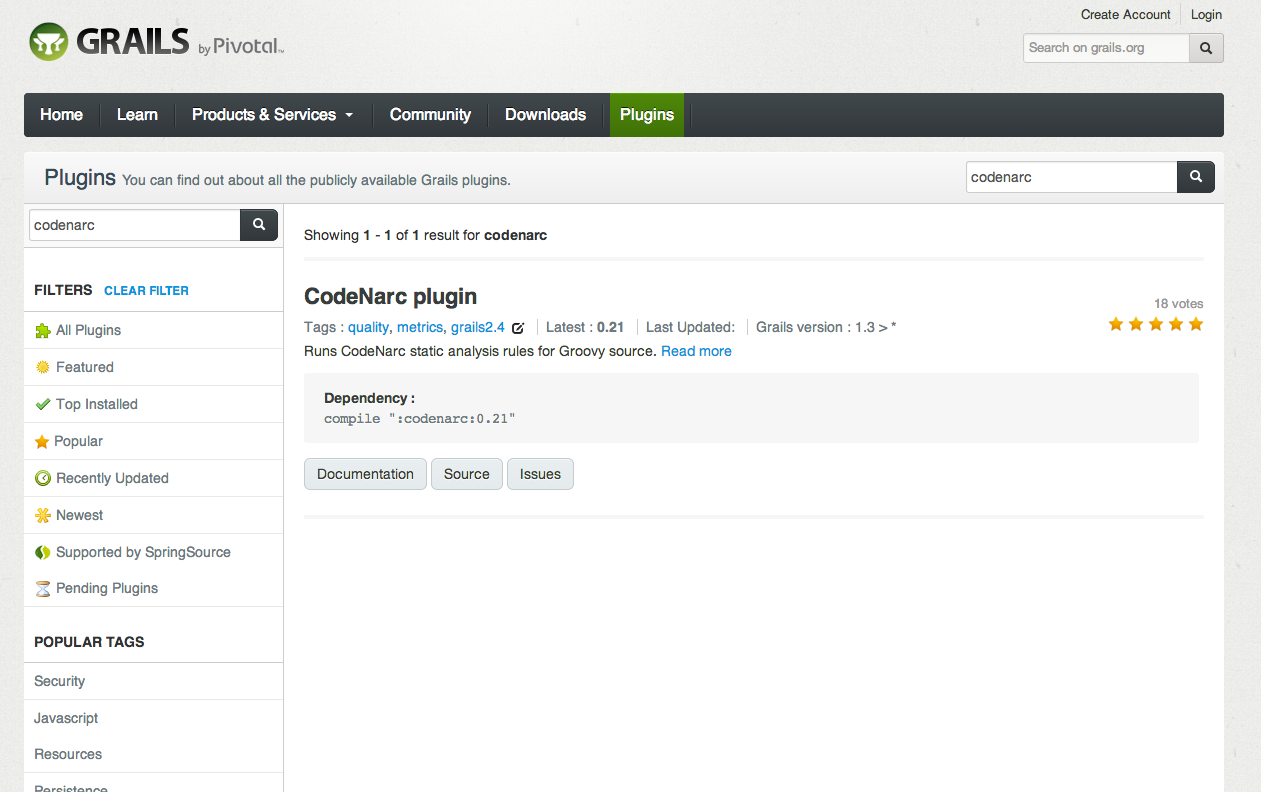 Create Account Login
GRAILS by Pivotal™
Search on grails.org
Home Learn Products & Services Community Downloads Plugins
Plugins You can find out about all the publicly available Grails plugins.
codenarc
codenarc
FILTERS CLEAR FILTER
All Plugins
Featured
Top Installed
Popular
Recently Updated
Newest
Supported by SpringSource
Pending Plugins
POPULAR TAGS
Security
Javascript
Resources
Persistence
Showing 1 - 1 of 1 result for codenarc
CodeNarc plugin
18 votes
Tags : quality, metrics, grails2.4 Latest : 0.21 Last Updated: Grails version : 1.3 > *
Runs CodeNarc static analysis rules for Groovy source. Read more
Dependency :
compile ":codenarc:0.21"
Documentation Source Issues